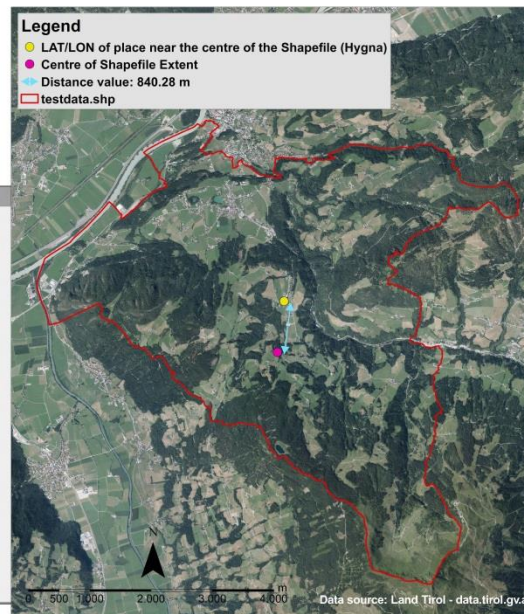 Legend
LAT/LON of place near the centre of the Shapefile (Hygna)
Centre of Shapefile Extent
Distance value: 840.28 m
testdata.shp
N
m
0 500 1.000 2.000 3.000 4.000
Data source: Land Tirol - data.tirol.gv.a